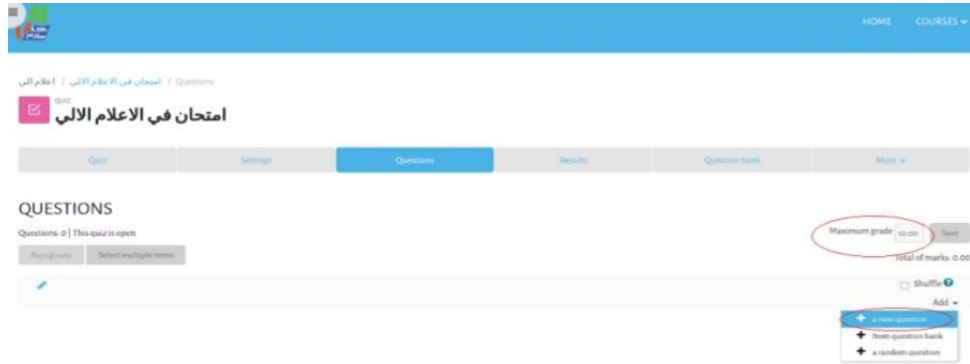 HOME COURSES
اعلام الي / امتحان في الاعلام الالي / Questions
QUIZ
امتحان في الاعلام الالي
Quiz Settings Questions Results Question bank More
QUESTIONS
Questions: 0 | This quiz is open
Maximum grade 10.00 Save
Repaginate Select multiple items
Total of marks: 0.00
Shuffle
Add
a new question
from question bank
a random question